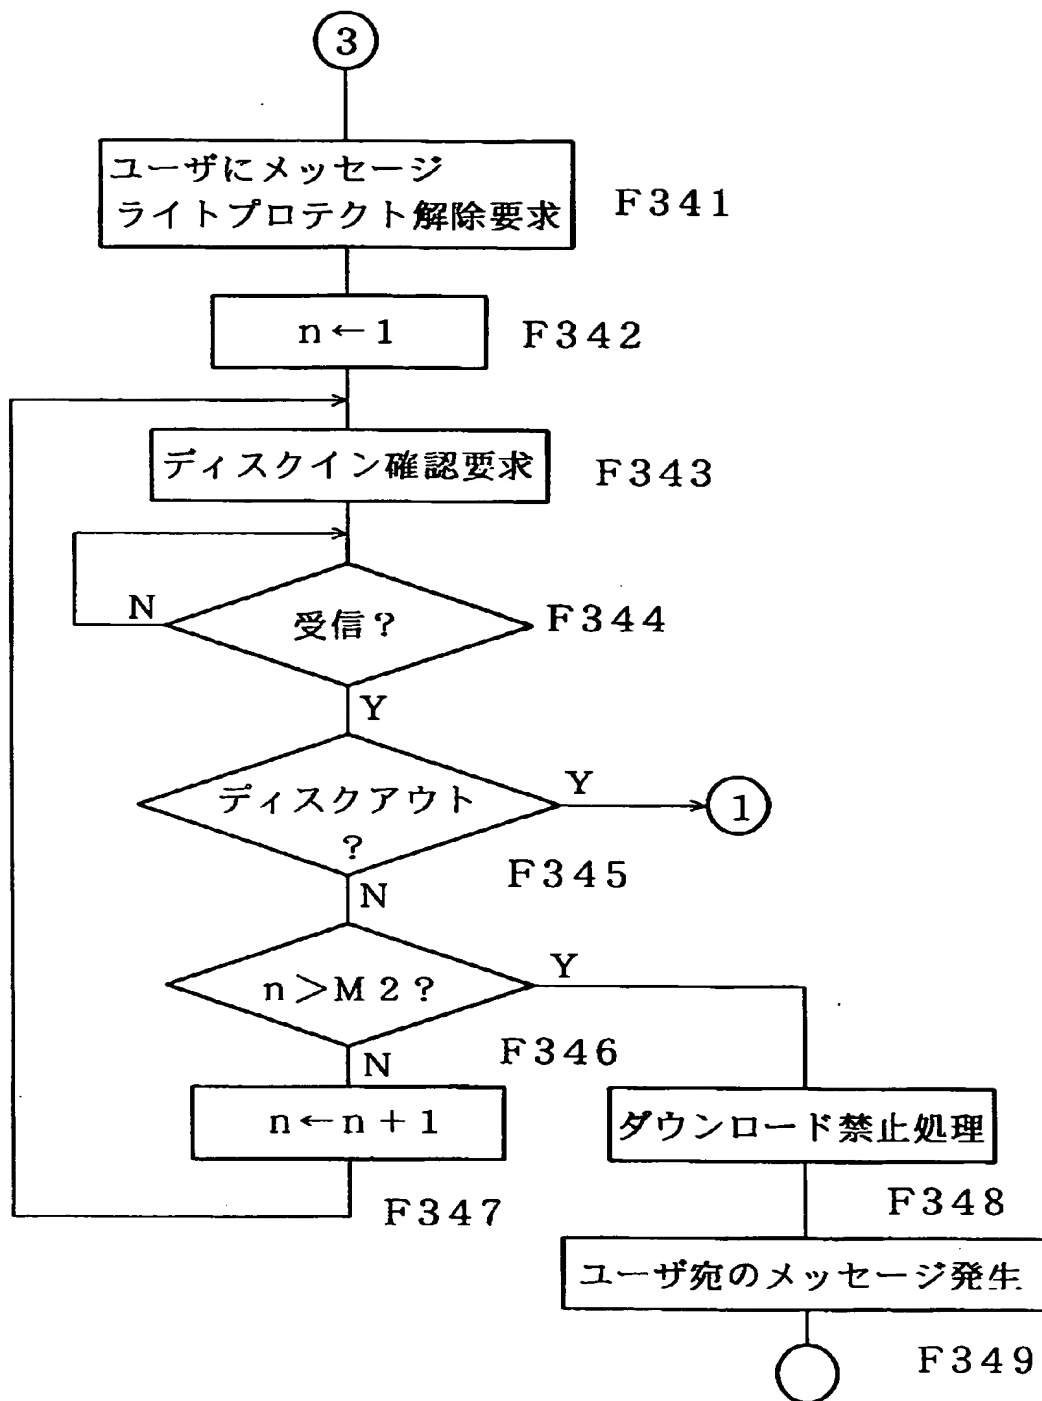 3
ユーザにメッセージ
ライトプロテクト解除要求
F341
n←1
F342
ディスクイン確認要求
F343
N
受信?
F344
Y
ディスクアウト
?
Y
1
F345
N
n>M2?
Y
F346
N
n←n+1
F347
ダウンロード禁止処理
F348
ユーザ宛のメッセージ発生
F349